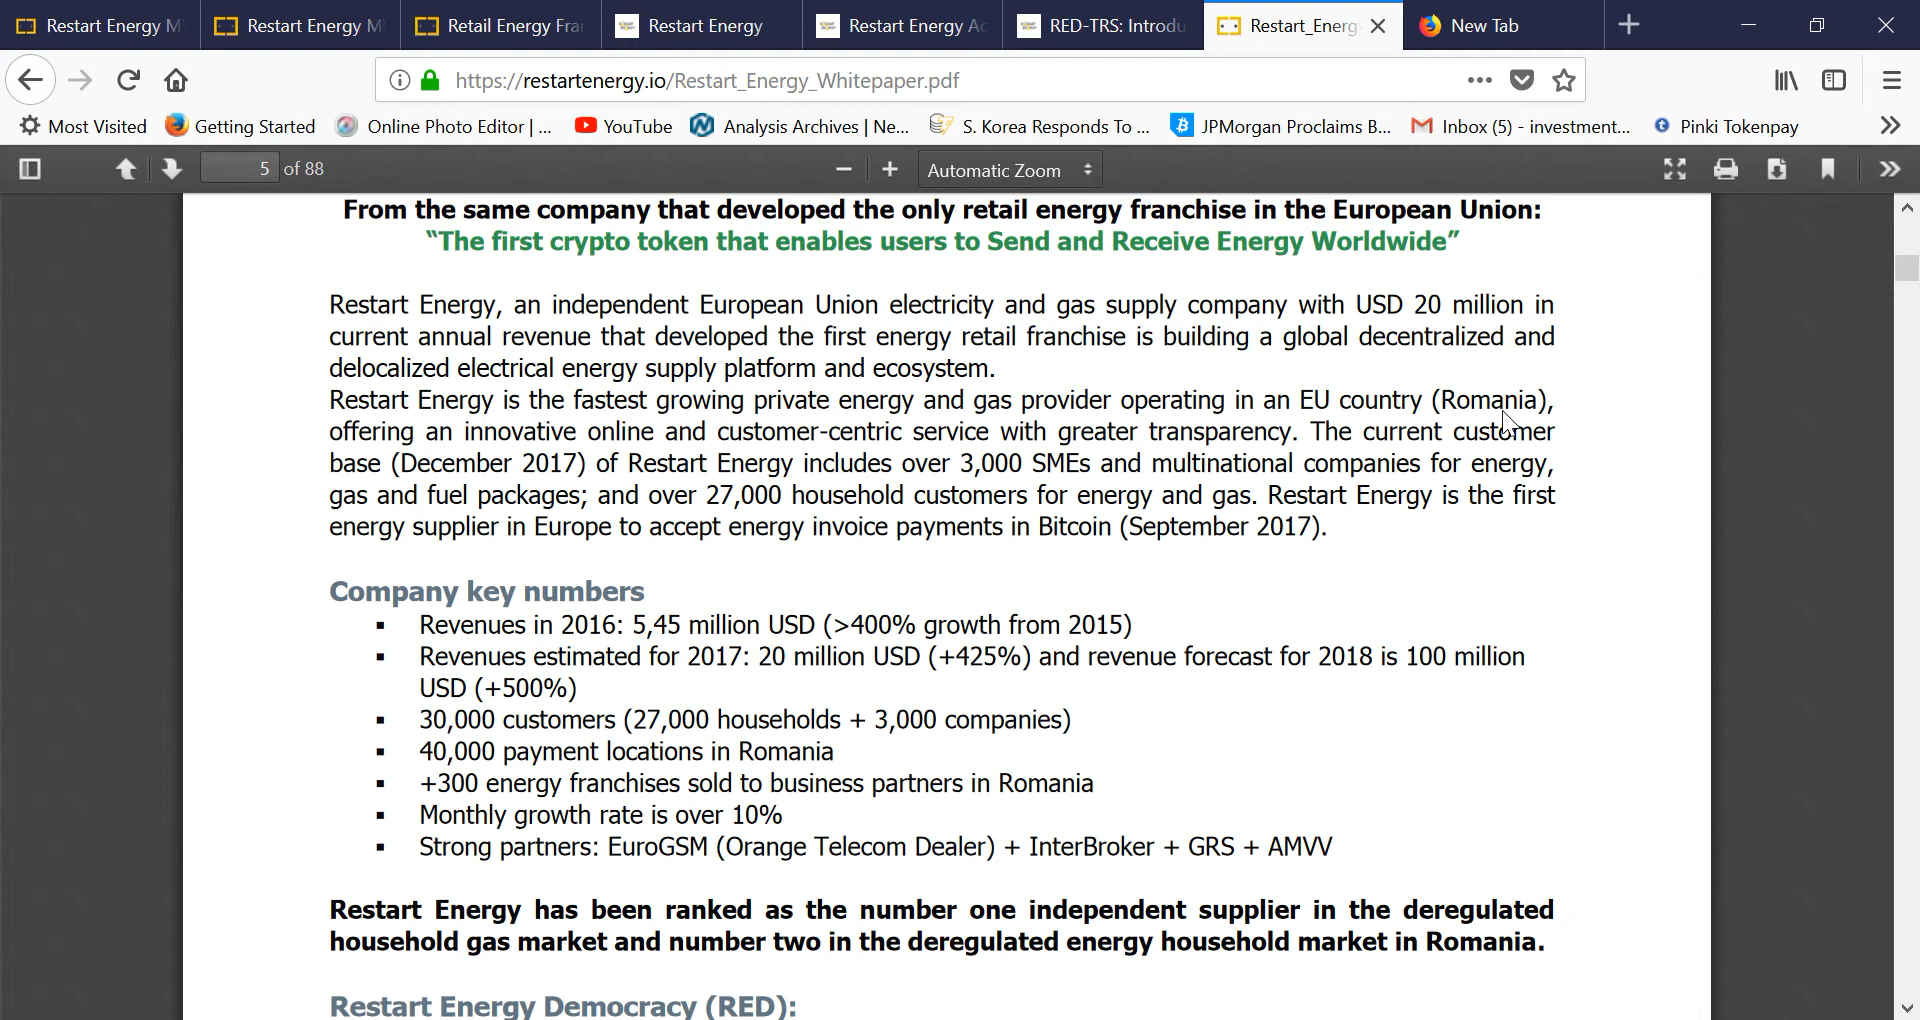 Restart Energy M
Restart Energy M
Retail Energy Fra
Restart Energy
Restart Energy Ac
RED-TRS: Introdu
Restart_Energ
New Tab
https://restartenergy.io/Restart_Energy_Whitepaper.pdf
Most Visited
Getting Started
Online Photo Editor | ...
YouTube
Analysis Archives | Ne...
S. Korea Responds To ...
JPMorgan Proclaims B...
Inbox (5) - investment...
Pinki Tokenpay
5 of 88
Automatic Zoom
From the same company that developed the only retail energy franchise in the European Union:
“The first crypto token that enables users to Send and Receive Energy Worldwide”
Restart Energy, an independent European Union electricity and gas supply company with USD 20 million in
current annual revenue that developed the first energy retail franchise is building a global decentralized and
delocalized electrical energy supply platform and ecosystem.
Restart Energy is the fastest growing private energy and gas provider operating in an EU country (Romania),
offering an innovative online and customer-centric service with greater transparency. The current customer
base (December 2017) of Restart Energy includes over 3,000 SMEs and multinational companies for energy,
gas and fuel packages; and over 27,000 household customers for energy and gas. Restart Energy is the first
energy supplier in Europe to accept energy invoice payments in Bitcoin (September 2017).
Company key numbers
▪ Revenues in 2016: 5,45 million USD (>400% growth from 2015)
▪ Revenues estimated for 2017: 20 million USD (+425%) and revenue forecast for 2018 is 100 million
USD (+500%)
▪ 30,000 customers (27,000 households + 3,000 companies)
▪ 40,000 payment locations in Romania
▪ +300 energy franchises sold to business partners in Romania
▪ Monthly growth rate is over 10%
▪ Strong partners: EuroGSM (Orange Telecom Dealer) + InterBroker + GRS + AMVV
Restart Energy has been ranked as the number one independent supplier in the deregulated
household gas market and number two in the deregulated energy household market in Romania.
Restart Energy Democracy (RED):